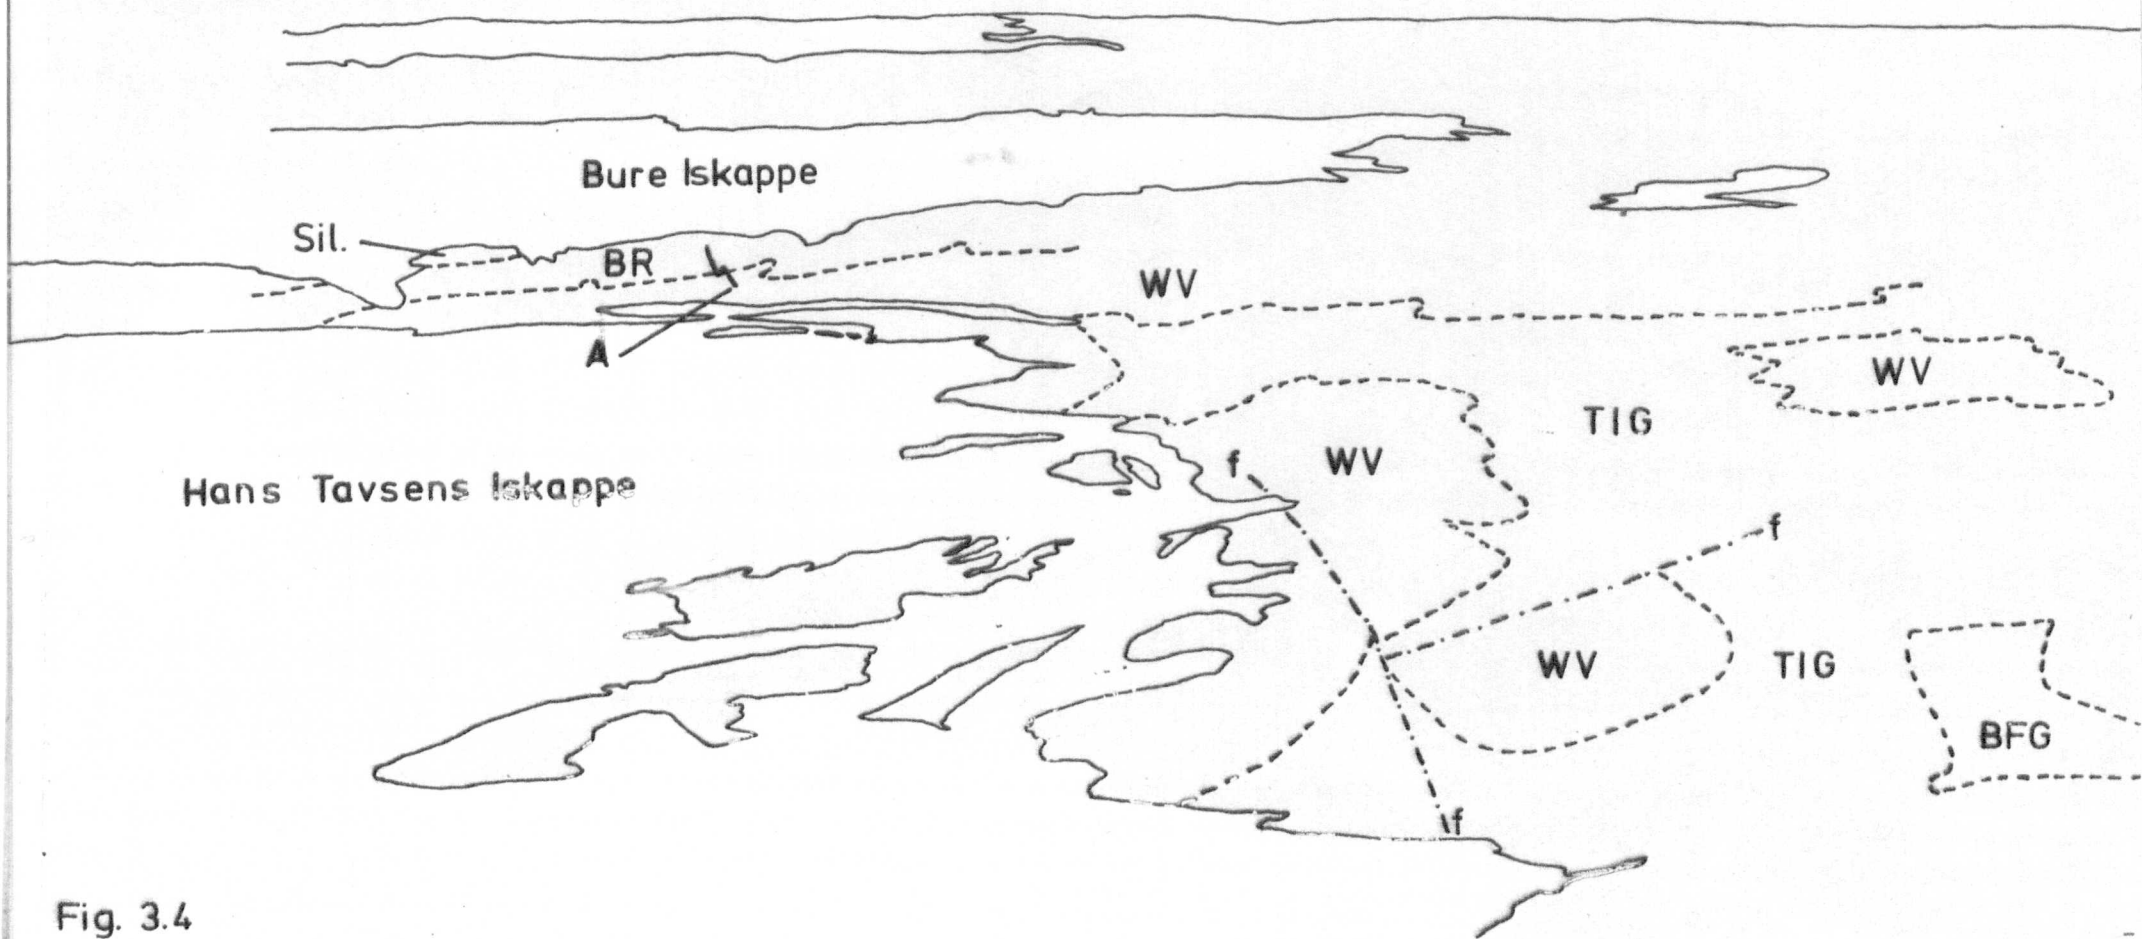 Bure Iskappe
Sil.
BR
WV
A
WV
TIG
f
WV
Hans Tavsens Iskappe
f
WV
TIG
BFG
f
Fig. 3.4